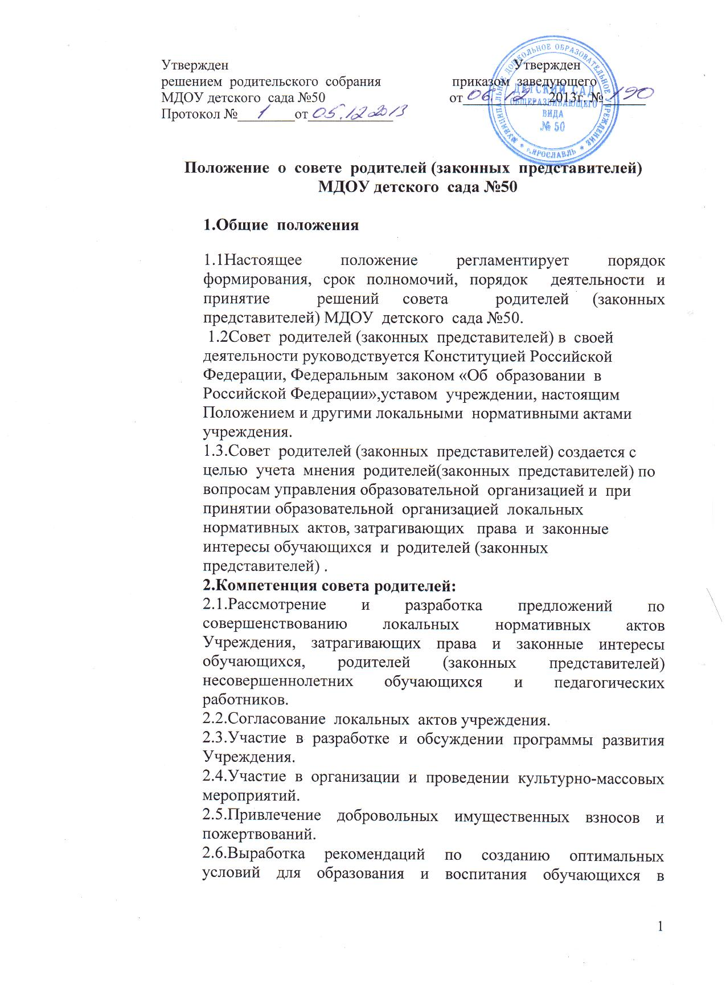 Утвержден Утвержден
решением родительского собрания приказом заведующего
МДОУ детского сада №50 от 06.12 2013г. № 190
Протокол № 1 от 05.12.2013
МУНИЦИПАЛЬНОЕ ДОШКОЛЬНОЕ ОБРАЗОВАТЕЛЬНОЕ УЧРЕЖДЕНИЕ * г.ЯРОСЛАВЛЬ *
ДЕТСКИЙ САД
ОБЩЕРАЗВИВАЮЩЕГО
ВИДА
№ 50
Положение о совете родителей (законных представителей)
МДОУ детского сада №50
1.Общие положения
1.1Настоящее положение регламентирует порядок
формирования, срок полномочий, порядок деятельности и
принятие решений совета родителей (законных
представителей) МДОУ детского сада №50.
1.2Совет родителей (законных представителей) в своей
деятельности руководствуется Конституцией Российской
Федерации, Федеральным законом «Об образовании в
Российской Федерации»,уставом учреждении, настоящим
Положением и другими локальными нормативными актами
учреждения.
1.3.Совет родителей (законных представителей) создается с
целью учета мнения родителей(законных представителей) по
вопросам управления образовательной организацией и при
принятии образовательной организацией локальных
нормативных актов, затрагивающих права и законные
интересы обучающихся и родителей (законных
представителей) .
2.Компетенция совета родителей:
2.1.Рассмотрение и разработка предложений по
совершенствованию локальных нормативных актов
Учреждения, затрагивающих права и законные интересы
обучающихся, родителей (законных представителей)
несовершеннолетних обучающихся и педагогических
работников.
2.2.Согласование локальных актов учреждения.
2.3.Участие в разработке и обсуждении программы развития
Учреждения.
2.4.Участие в организации и проведении культурно-массовых
мероприятий.
2.5.Привлечение добровольных имущественных взносов и
пожертвований.
2.6.Выработка рекомендаций по созданию оптимальных
условий для образования и воспитания обучающихся в
1